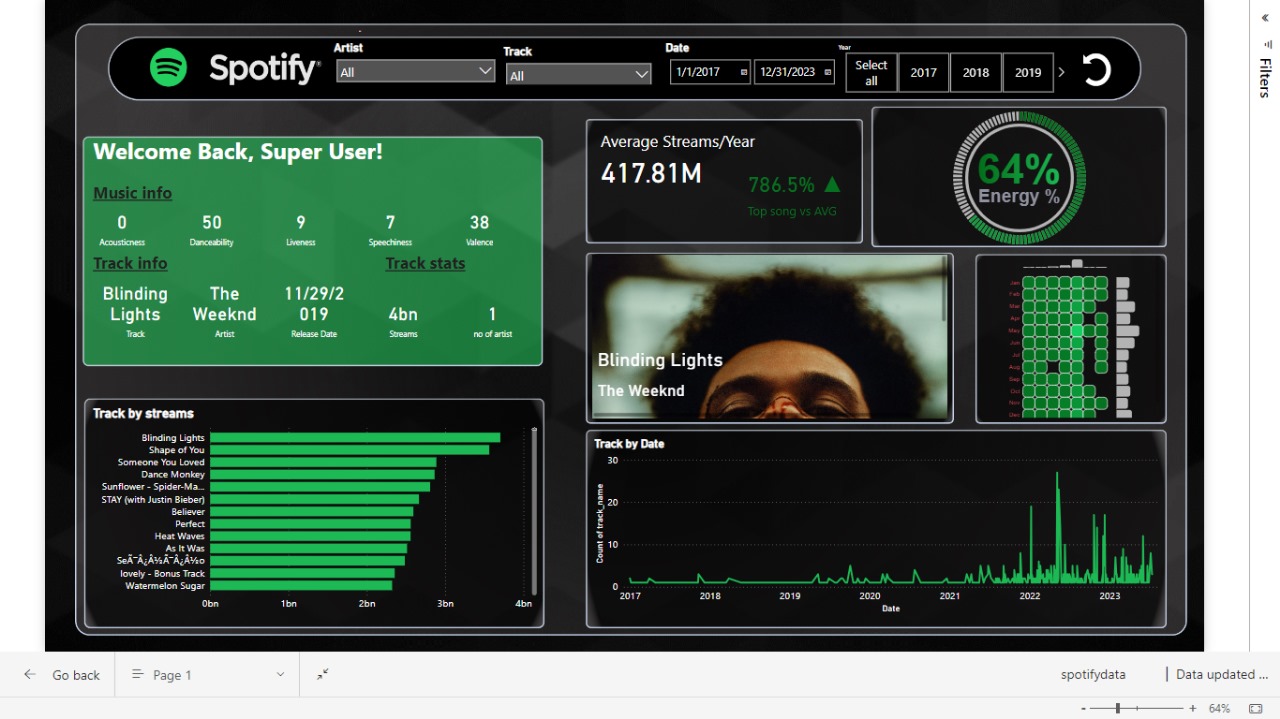 Artist
Track
Date
Year
Spotify®
All
All
1/1/2017
12/31/2023
Select all
2017
2018
2019
Filters
Welcome Back, Super User!
Music info
0
50
9
7
38
Acousticness
Danceability
Liveness
Speechiness
Valence
Track info
Track stats
Blinding Lights
The Weeknd
11/29/2
019
4bn
1
Track
Artist
Release Date
Streams
no of artist
Average Streams/Year
417.81M
786.5% ▲
Top song vs AVG
64%
Energy %
Blinding Lights
The Weeknd
Jan
Feb
Mar
Apr
May
Jun
Jul
Aug
Sep
Oct
Nov
Dec
Track by streams
Blinding Lights
Shape of You
Someone You Loved
Dance Monkey
Sunflower - Spider-Ma...
STAY (with Justin Bieber)
Believer
Perfect
Heat Waves
As It Was
SeÃ¯Â¿Â½Ã¯Â¿Â½o
lovely - Bonus Track
Watermelon Sugar
0bn
1bn
2bn
3bn
4bn
Track by Date
Count of track_name
30
20
10
0
2017
2018
2019
2020
2021
2022
2023
Date
Go back
Page 1
spotifydata
| Data updated ...
- + 64%